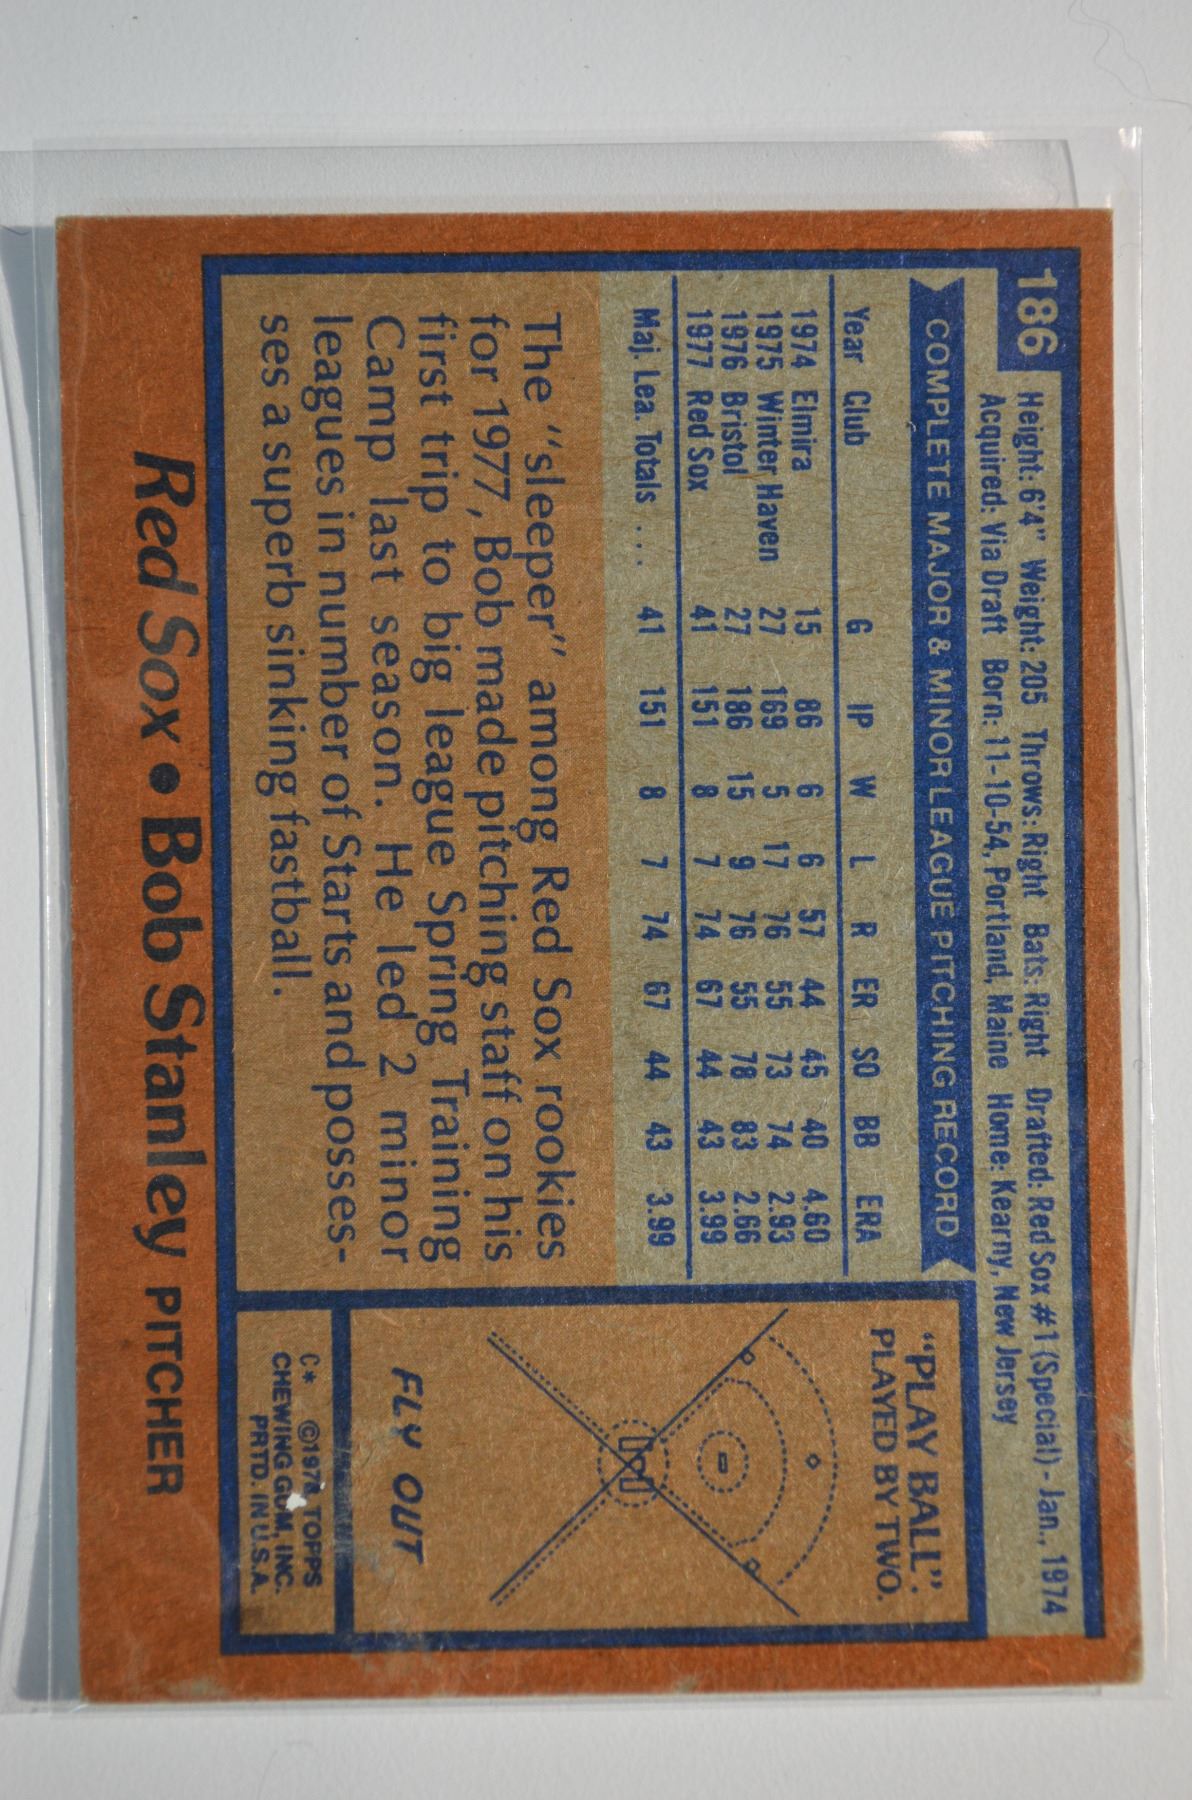 186
Height: 6'4" Weight: 205 Throws: Right Bats: Right Drafted: Red Sox #1 (Special) - Jan., 1974
Acquired: Via Draft Born: 11-10-54, Portland, Maine Home: Kearny, New Jersey
COMPLETE MAJOR & MINOR LEAGUE PITCHING RECORD
Year Club G IP W L R ER SO BB ERA
1974 Elmira 15 86 6 6 57 44 45 40 4.60
1975 Winter Haven 27 169 5 17 76 55 73 74 2.93
1976 Bristol 27 186 15 9 76 55 78 83 2.66
1977 Red Sox 41 151 8 7 74 67 44 43 3.99
Maj. Lea. Totals . . . 41 151 8 7 74 67 44 43 3.99
The "sleeper" among Red Sox rookies
for 1977, Bob made pitching staff on his
first trip to big league Spring Training
Camp last season. He led 2 minor
leagues in number of Starts and posses-
ses a superb sinking fastball.
"PLAY BALL".
PLAYED BY TWO.
FLY OUT
C* ©1978 TOPPS
CHEWING GUM, INC.
PRTD. IN U.S.A.
Red Sox • Bob Stanley PITCHER